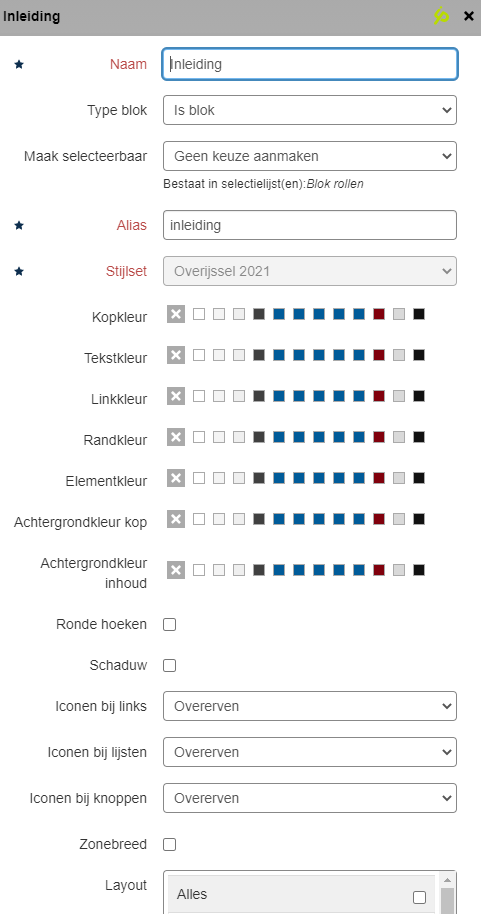 Inleiding
Naam Inleiding
Type blok Is blok
Maak selecteerbaar Geen keuze aanmaken
Bestaat in selectielijst(en):Blok rollen
Alias inleiding
Stijlset Overijssel 2021
Kopkleur
Tekstkleur
Linkkleur
Randkleur
Elementkleur
Achtergrondkleur kop
Achtergrondkleur
inhoud
Ronde hoeken
Schaduw
Iconen bij links Overerven
Iconen bij lijsten Overerven
Iconen bij knoppen Overerven
Zonebreed
Layout Alles